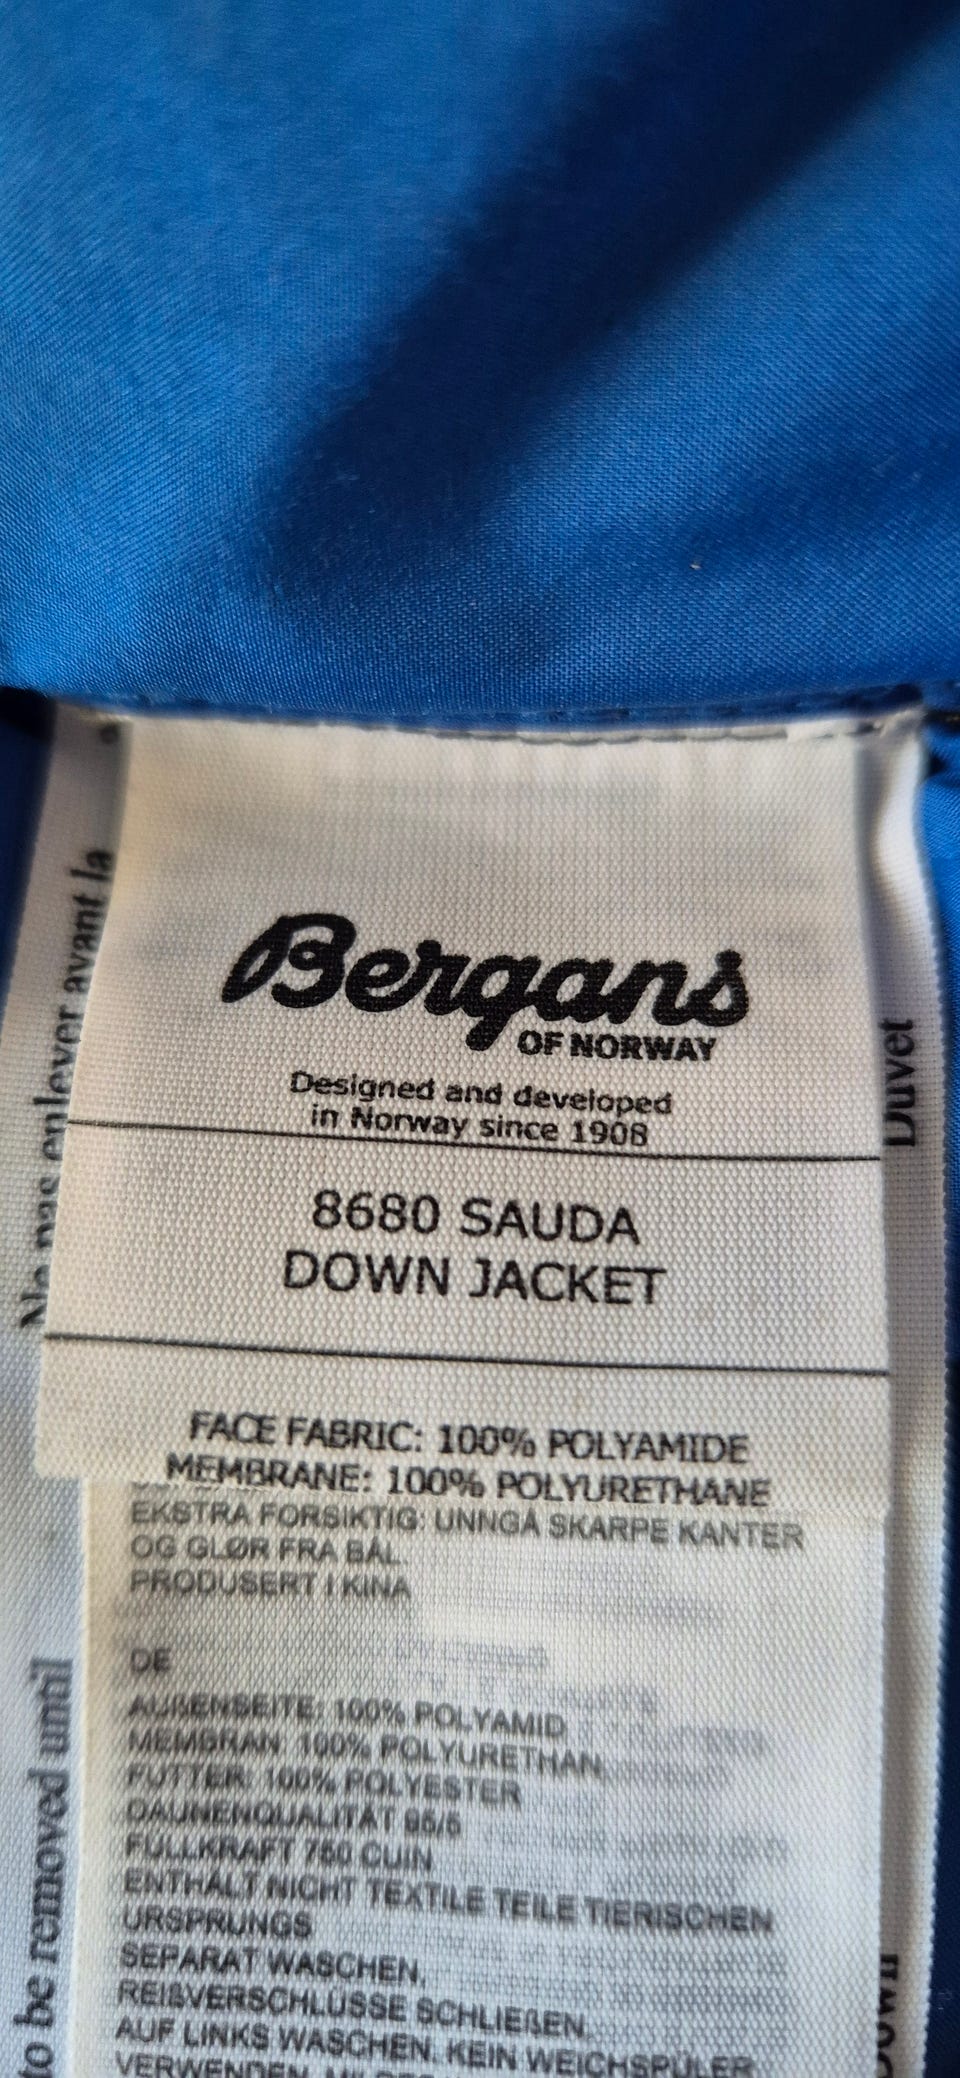 Bergans
OF NORWAY
Designed and developed
in Norway since 1908
8680 SAUDA
DOWN JACKET
FACE FABRIC: 100% POLYAMIDE
MEMBRANE: 100% POLYURETHANE
EKSTRA FORSIKTIG: UNNGÅ SKARPE KANTER
OG GLØR FRA BÅL.
PRODUSERT I KINA
DE
AUßENSEITE: 100% POLYAMID
MEMBRAN: 100% POLYURETHAN
FUTTER: 100% POLYESTER
DAUNENQUALITÄT 95/5
FÜLLKRAFT 750 CUIN
ENTHÄLT NICHT TEXTILE TEILE TIERISCHEN
URSPRUNGS
SEPARAT WASCHEN,
REIßVERSCHLÜSSE SCHLIEßEN,
AUF LINKS WASCHEN. KEIN WEICHSPÜLER
VERWENDEN.
Ne pas enlever avant la
to be removed until
Duvet
Down